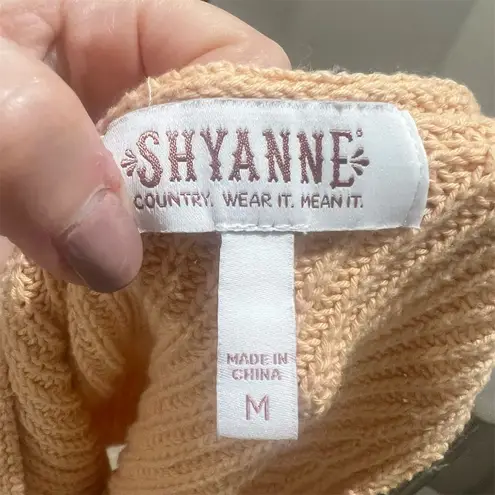 SHYANNE®
COUNTRY. WEAR IT. MEAN IT.
MADE IN
CHINA
M